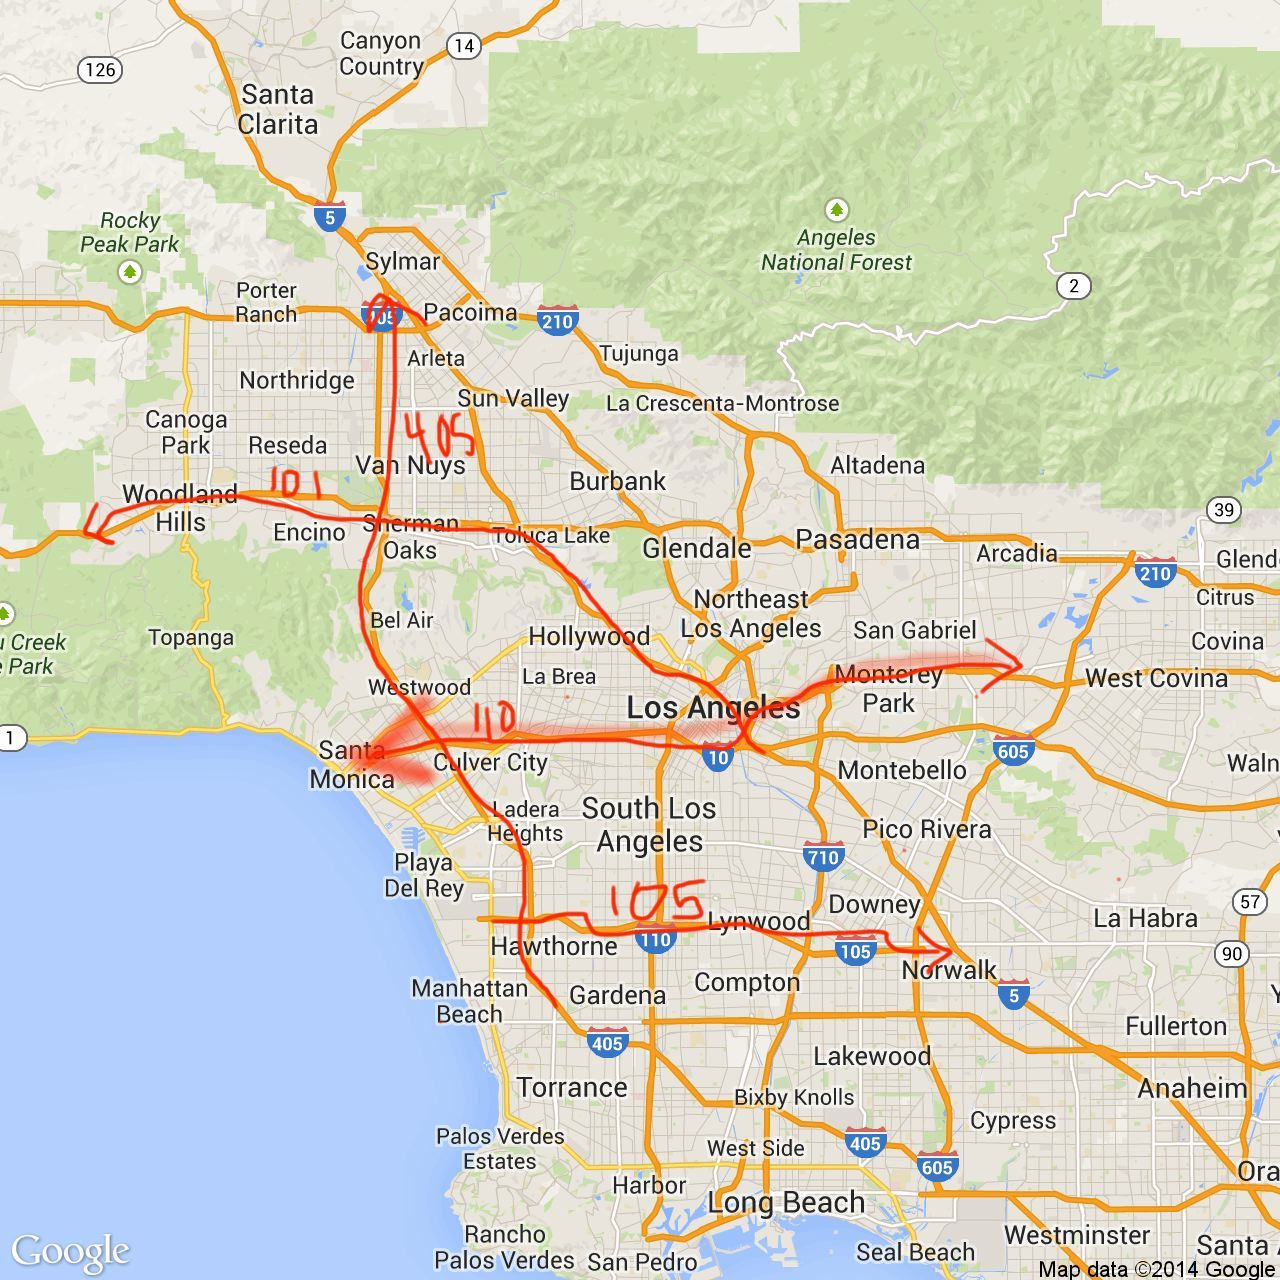 Canyon
Country
14
126
Santa
Clarita
5
Rocky
Peak Park
Angeles
National Forest
Sylmar
2
Porter
Ranch
405
Pacoima
210
Arleta
Tujunga
Northridge
Sun Valley
La Crescenta-Montrose
Canoga
Park
Reseda
405
Van Nuys
Altadena
101
Burbank
Woodland
Hills
39
Encino
Sherman
Oaks
Toluca Lake
Glendale
Pasadena
Arcadia
Glend
210
Citrus
Northeast
Los Angeles
Bel Air
u Creek
e Park
Topanga
Hollywood
San Gabriel
Covina
La Brea
Monterey
Park
West Covina
Westwood
Los Angeles
110
1
Santa
Monica
Culver City
10
605
Montebello
Waln
Ladera
Heights
South Los
Angeles
Pico Rivera
Playa
Del Rey
710
105
Downey
57
Lynwood
La Habra
Hawthorne
110
105
90
Norwalk
Manhattan
Beach
Gardena
Compton
5
Y
Fullerton
405
Lakewood
Torrance
Anaheim
Bixby Knolls
Cypress
Palos Verdes
Estates
West Side
405
605
Ora
Harbor
Long Beach
Rancho
Palos Verdes
San Pedro
Seal Beach
Westminster
Santa A
Google
Map data ©2014 Google